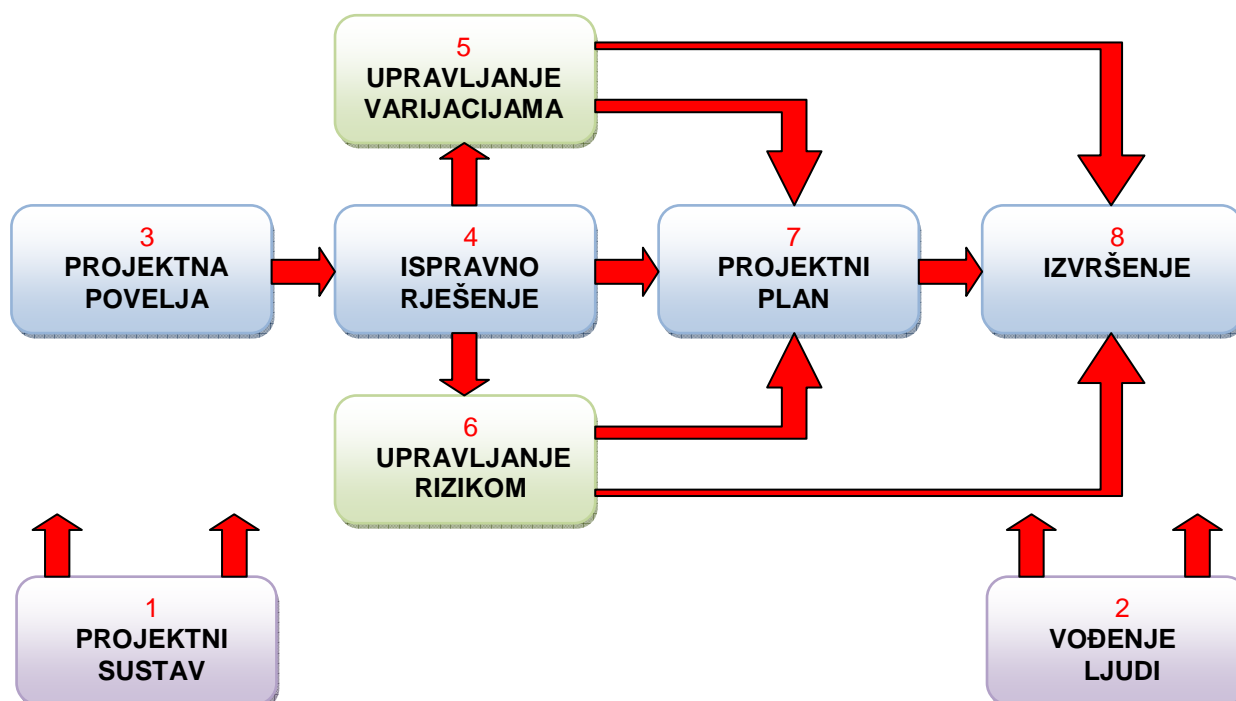 5
UPRAVLJANJE
VARIJACIJAMA
3
PROJEKTNA
POVELJA
4
ISPRAVNO
RJEŠENJE
7
PROJEKTNI
PLAN
8
IZVRŠENJE
6
UPRAVLJANJE
RIZIKOM
1
PROJEKTNI
SUSTAV
2
VOĐENJE
LJUDI